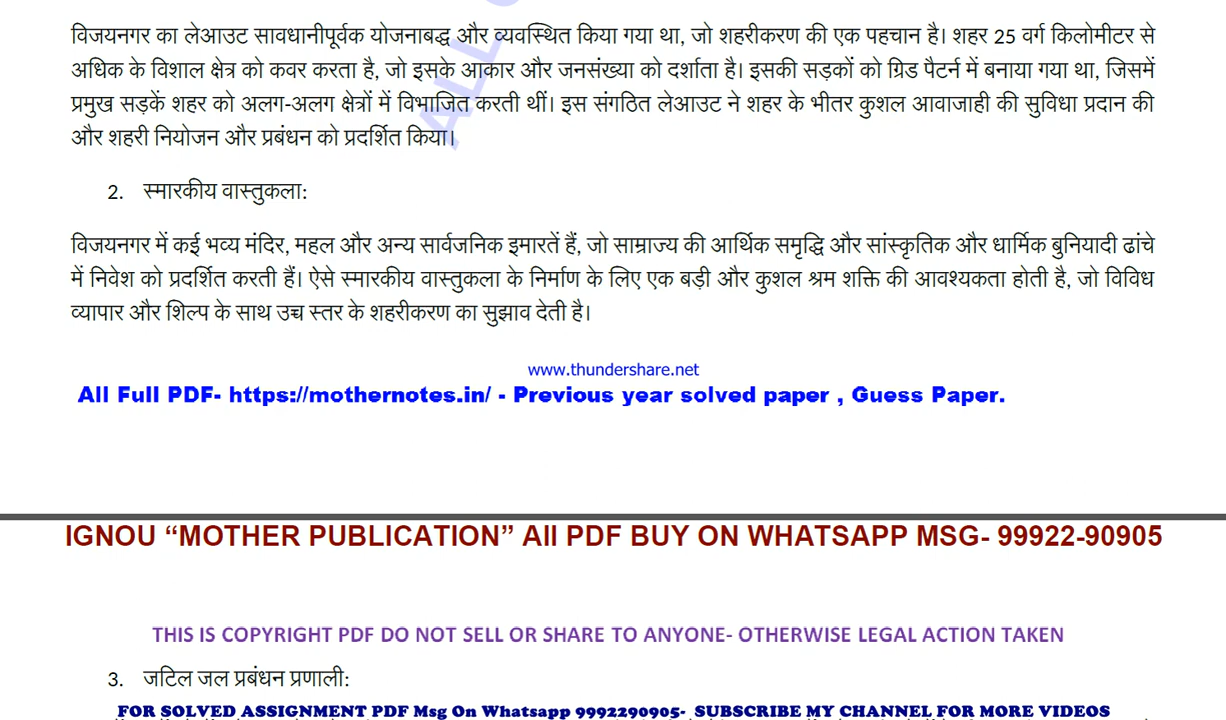 विजयनगर का लेआउट सावधानीपूर्वक योजनाबद्ध और व्यवस्थित किया गया था, जो शहरीकरण की एक पहचान है। शहर 25 वर्ग किलोमीटर से
अधिक के विशाल क्षेत्र को कवर करता है, जो इसके आकार और जनसंख्या को दर्शाता है। इसकी सड़कों को ग्रिड पैटर्न में बनाया गया था, जिसमें
प्रमुख सड़कें शहर को अलग-अलग क्षेत्रों में विभाजित करती थीं। इस संगठित लेआउट ने शहर के भीतर कुशल आवाजाही की सुविधा प्रदान की
और शहरी नियोजन और प्रबंधन को प्रदर्शित किया।
ALL
2. स्मारकीय वास्तुकला:
विजयनगर में कई भव्य मंदिर, महल और अन्य सार्वजनिक इमारतें हैं, जो साम्राज्य की आर्थिक समृद्धि और सांस्कृतिक और धार्मिक बुनियादी ढांचे
में निवेश को प्रदर्शित करती हैं। ऐसे स्मारकीय वास्तुकला के निर्माण के लिए एक बड़ी और कुशल श्रम शक्ति की आवश्यकता होती है, जो विविध
व्यापार और शिल्प के साथ उच्च स्तर के शहरीकरण का सुझाव देती है।
www.thundershare.net
All Full PDF- https://mothernotes.in/ - Previous year solved paper , Guess Paper.
IGNOU “MOTHER PUBLICATION” All PDF BUY ON WHATSAPP MSG- 99922-90905
THIS IS COPYRIGHT PDF DO NOT SELL OR SHARE TO ANYONE- OTHERWISE LEGAL ACTION TAKEN
3. जटिल जल प्रबंधन प्रणाली:
FOR SOLVED ASSIGNMENT PDF Msg On Whatsapp 9992290905- SUBSCRIBE MY CHANNEL FOR MORE VIDEOS